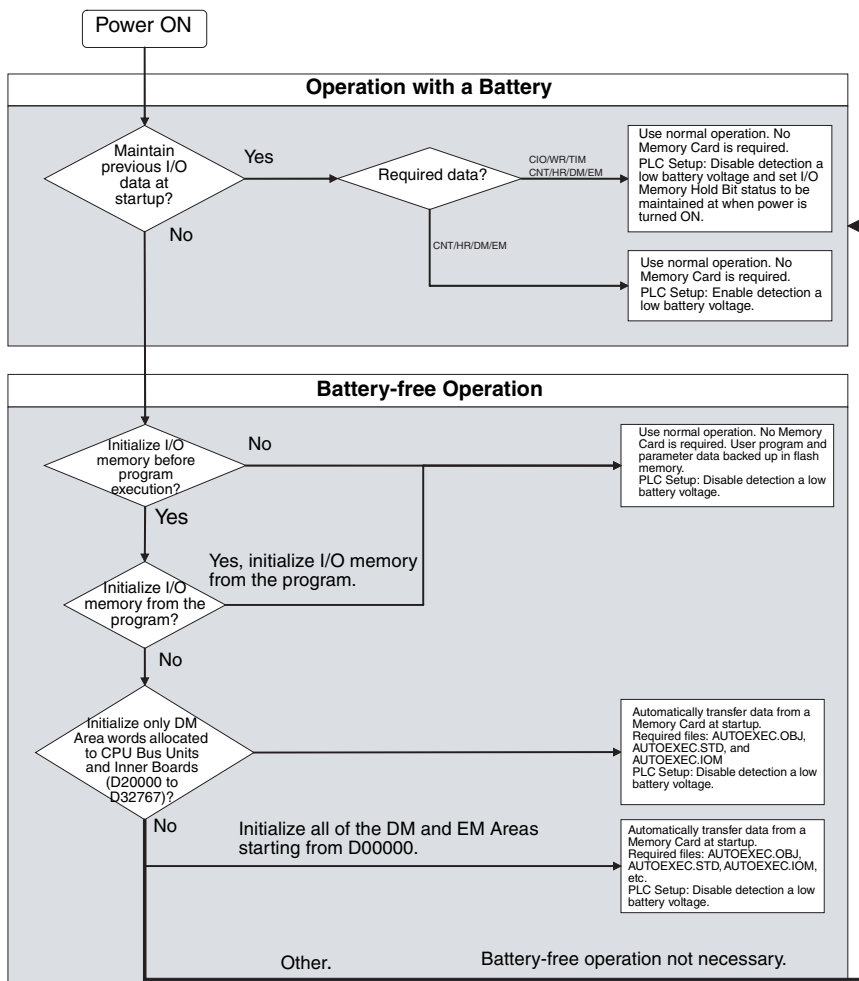 Power ON
Operation with a Battery
Maintain
previous I/O
data at
startup?
Yes
No
Required data?
CIO/WR/TIM
CNT/HR/DM/EM
CNT/HR/DM/EM
Use normal operation. No
Memory Card is required.
PLC Setup: Disable detection a
low battery voltage and set I/O
Memory Hold Bit status to be
maintained at when power is
turned ON.
Use normal operation. No
Memory Card is required.
PLC Setup: Enable detection a
low battery voltage.
Battery-free Operation
Initialize I/O
memory before
program
execution?
No
Yes
Use normal operation. No Memory
Card is required. User program and
parameter data backed up in flash
memory.
PLC Setup: Disable detection a low
battery voltage.
Yes, initialize I/O memory
from the program.
Initialize I/O
memory from the
program?
No
Initialize only DM
Area words allocated
to CPU Bus Units
and Inner Boards
(D20000 to
D32767)?
No
Automatically transfer data from a
Memory Card at startup.
Required files: AUTOEXEC.OBJ,
AUTOEXEC.STD, and
AUTOEXEC.IOM
PLC Setup: Disable detection a low
battery voltage.
Initialize all of the DM and EM Areas
starting from D00000.
Automatically transfer data from a
Memory Card at startup.
Required files: AUTOEXEC.OBJ,
AUTOEXEC.STD, AUTOEXEC.IOM,
etc.
PLC Setup: Disable detection a low
battery voltage.
Other.
Battery-free operation not necessary.